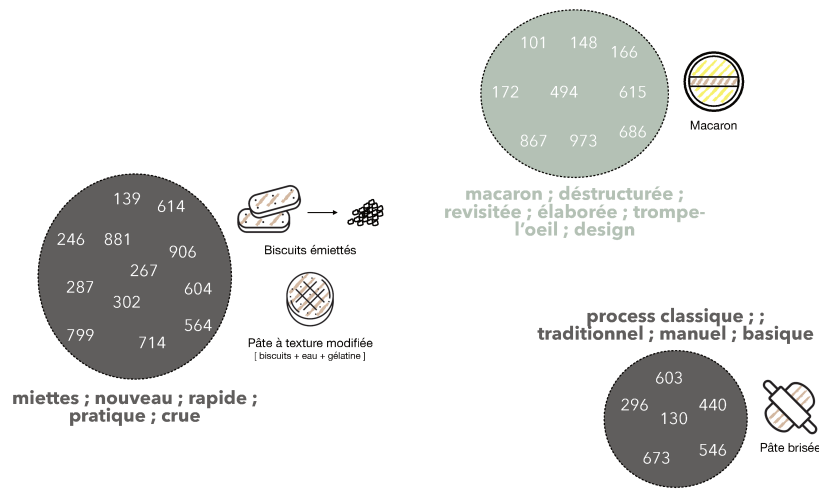 101 148 166
172 494 615
867 973 686
Macaron
macaron ; déstructurée ;
revisitée ; élaborée ; trompe-
l'oeil ; design
139 614
246 881 906
267
287 302 604
799 714 564
Biscuits émiettés
Pâte à texture modifiée
[ biscuits + eau + gélatine ]
miettes ; nouveau ; rapide ;
pratique ; crue
process classique ; ;
traditionnel ; manuel ; basique
603
296 130 440
673 546
Pâte brisée